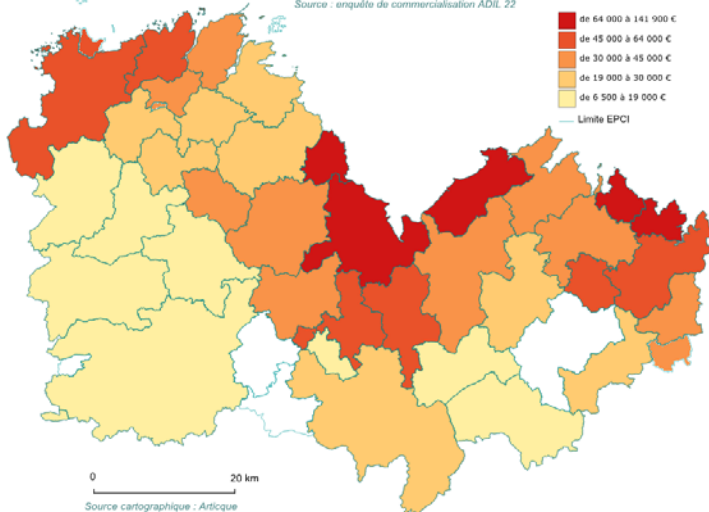 Source : enquête de commercialisation ADIL 22
de 64 000 à 141 900 €
de 45 000 à 64 000 €
de 30 000 à 45 000 €
de 19 000 à 30 000 €
de 6 500 à 19 000 €
Limite EPCI
0 20 km
Source cartographique : Articque